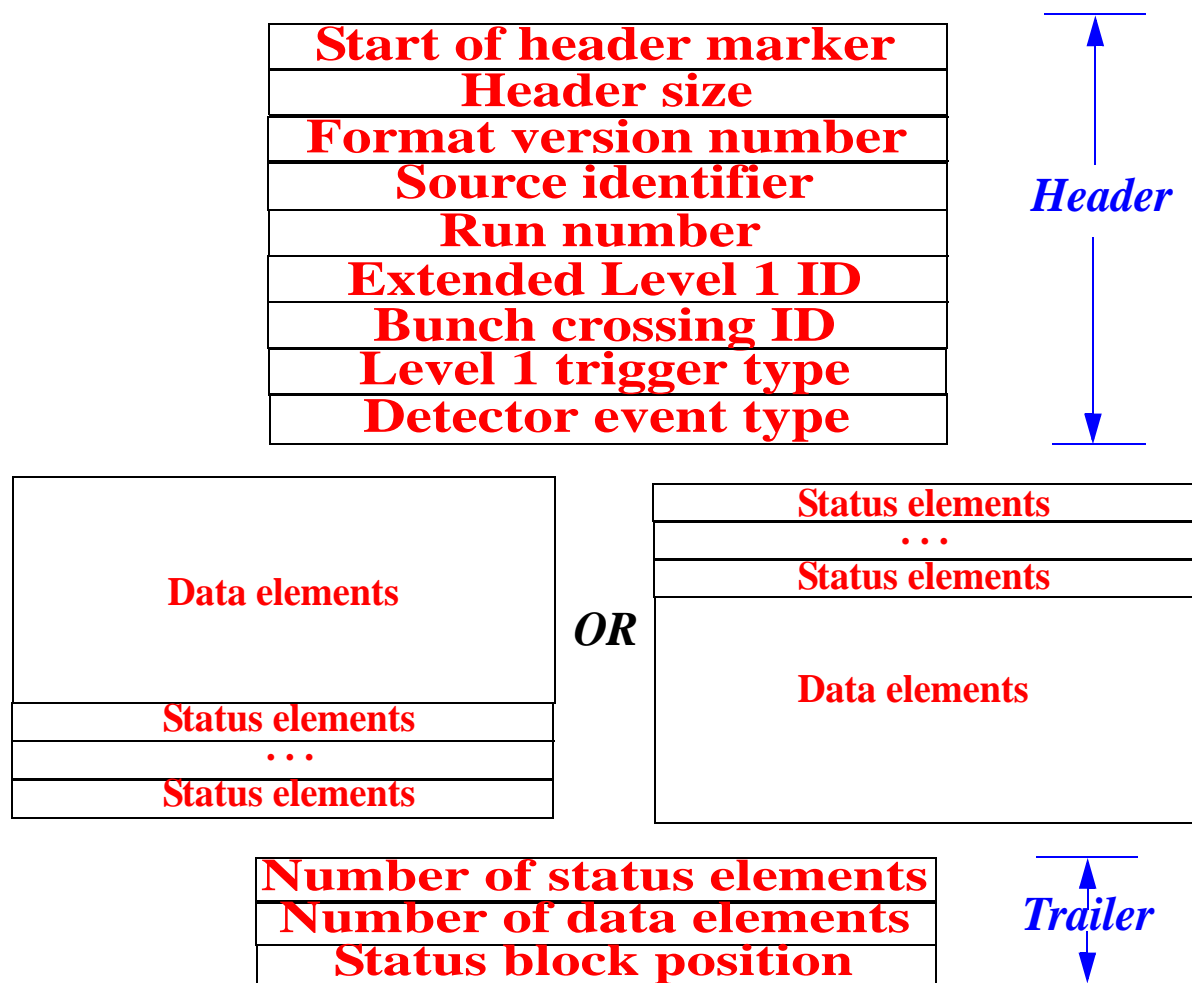 Start of header marker
Header size
Format version number
Source identifier
Header
Run number
Extended Level 1 ID
Bunch crossing ID
Level 1 trigger type
Detector event type
Data elements
Status elements
. . .
Status elements
OR
Status elements
. . .
Status elements
Data elements
Number of status elements
Number of data elements
Status block position
Trailer